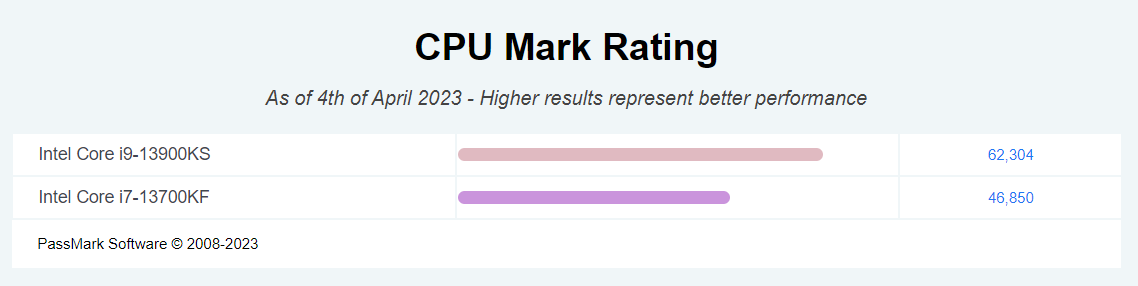 CPU Mark Rating
As of 4th of April 2023 - Higher results represent better performance
Intel Core i9-13900KS 62,304
Intel Core i7-13700KF 46,850
PassMark Software © 2008-2023